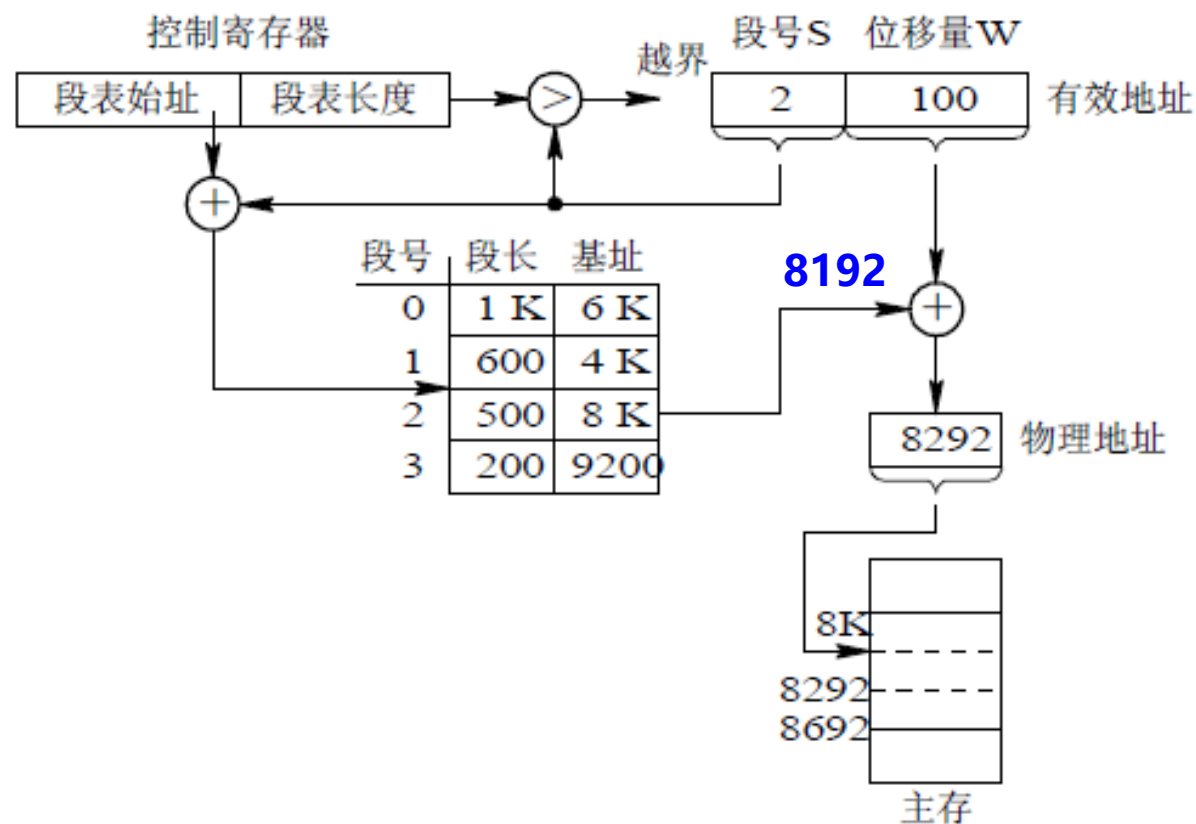 控制寄存器
段表始址 段表长度
>
越界
段号S 位移量W
2 100 有效地址
+
段号 段长 基址
0 1 K 6 K
1 600 4 K
2 500 8 K
3 200 9200
8192
+
8292 物理地址
8K
8292
8692
主存